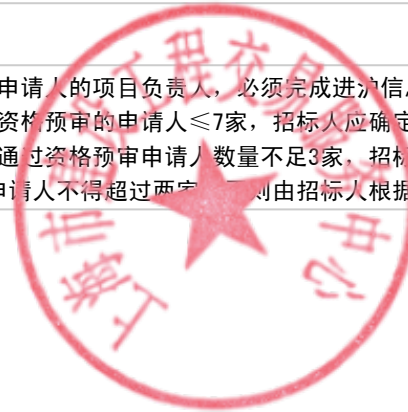 申请人的项目负责人，必须完成进沪信
资格预审的申请人≤7家，招标人应确定
通过资格预审申请人数量不足3家，招标
申请人不得超过两家 则由招标人根据
上海市建设工程交易服务中心